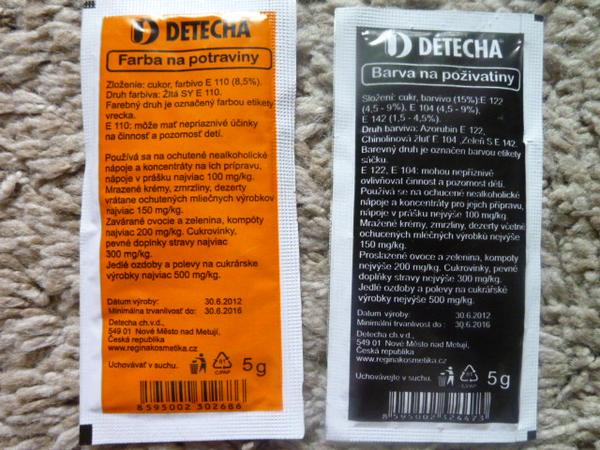 DETECHA
Farba na potraviny
Zloženie: cukor, farbivo E 110 (8,5%).
Druh farbiva: Žltá SY E 110.
Farebný druh je označený farbou etikety
vrecka.
E 110: môže mať nepriaznivé účinky
na činnosť a pozornosť detí.
Používa sa na ochutené nealkoholické
nápoje a koncentráty na ich prípravu,
nápoje v prášku najviac 100 mg/kg.
Mrazené krémy, zmrzliny, dezerty
vrátane ochutených mliečnych výrobkov
najviac 150 mg/kg.
Zavárané ovocie a zelenina, kompóty
najviac 200 mg/kg. Cukrovinky,
pevné doplnky stravy najviac
300 mg/kg.
Jedlé ozdoby a polevy na cukrárske
výrobky najviac 500 mg/kg.
Dátum výroby: 30.6.2012
Minimálna trvanlivosť do: 30.6.2016
Detecha ch.v.d.,
549 01 Nové Město nad Metují,
Česká republika
www.reginakosmetika.cz
Uchovávať v suchu.
C/PAP
5g
8595002 302686
DETECHA
Barva na poživatiny
Složení: cukr, barvivo (15%):E 122
(4,5 - 9%), E 104 (4,5 - 9%),
E 142 (1,5 - 4,5%).
Druh barviva: Azorubin E 122,
Chinolinová žluť E 104 ,Zeleň S E 142.
Barevný druh je označen barvou etikety
sáčku.
E 122, E 104: mohou nepříznivě
ovlivňovat činnost a pozornost dětí.
Používá se na ochucené nealkoholické
nápoje a koncentráty pro jejich přípravu,
nápoje v prášku nejvýše 100 mg/kg.
Mražené krémy, zmrzliny, dezerty včetně
ochucených mléčných výrobků nejvýše
150 mg/kg.
Proslazené ovoce a zelenina, kompoty
nejvýše 200 mg/kg. Cukrovinky, pevné
doplňky stravy nejvýše 300 mg/kg.
Jedlé ozdoby a polevy na cukrářské
výrobky nejvýše 500 mg/kg.
Datum výroby: 30.6.2012
Minimální trvanlivost do : 30.6.2016
Detecha ch.v.d.,
549 01 Nové Město nad Metují,
Česká republika
www.reginakosmetika.cz
Uchovávejte v suchu.
C/PAP
5g
8595002 324473